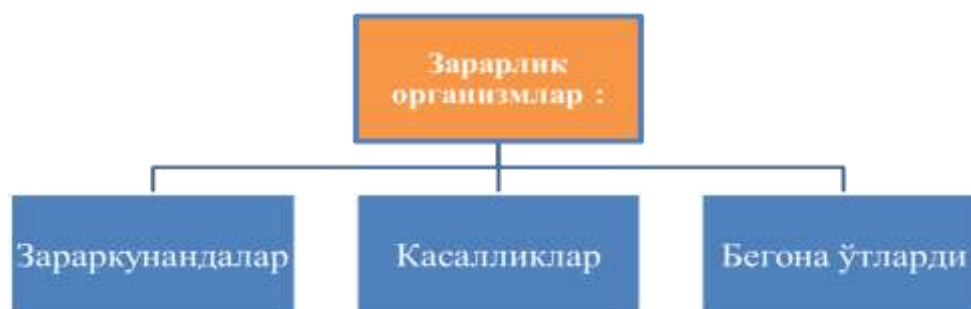 Зарарлик
организмлар :
Зараркунандалар
Касалликлар
Бегона ўтларди